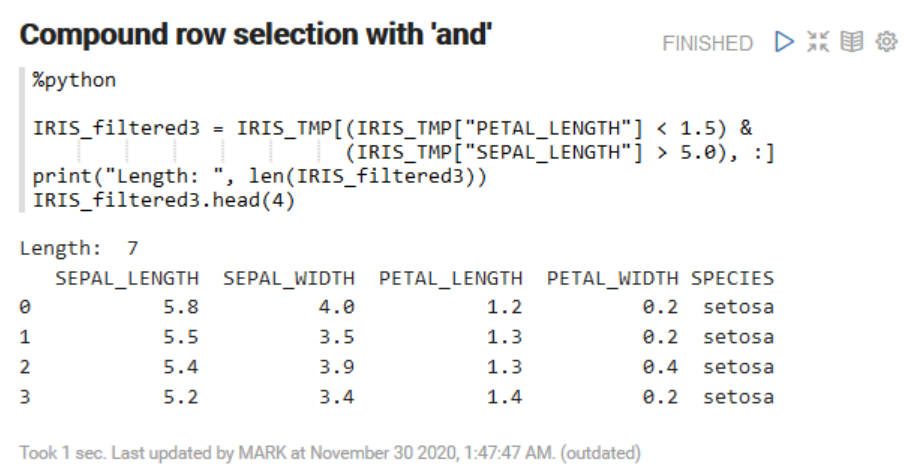 Compound row selection with 'and'
FINISHED
%python
IRIS_filtered3 = IRIS_TMP[(IRIS_TMP["PETAL_LENGTH"] < 1.5) &
(IRIS_TMP["SEPAL_LENGTH"] > 5.0), :]
print("Length: ", len(IRIS_filtered3))
IRIS_filtered3.head(4)
Length:  7
SEPAL_LENGTH  SEPAL_WIDTH  PETAL_LENGTH  PETAL_WIDTH SPECIES
0 5.8 4.0 1.2 0.2 setosa
1 5.5 3.5 1.3 0.2 setosa
2 5.4 3.9 1.3 0.4 setosa
3 5.2 3.4 1.4 0.2 setosa
Took 1 sec. Last updated by MARK at November 30 2020, 1:47:47 AM. (outdated)